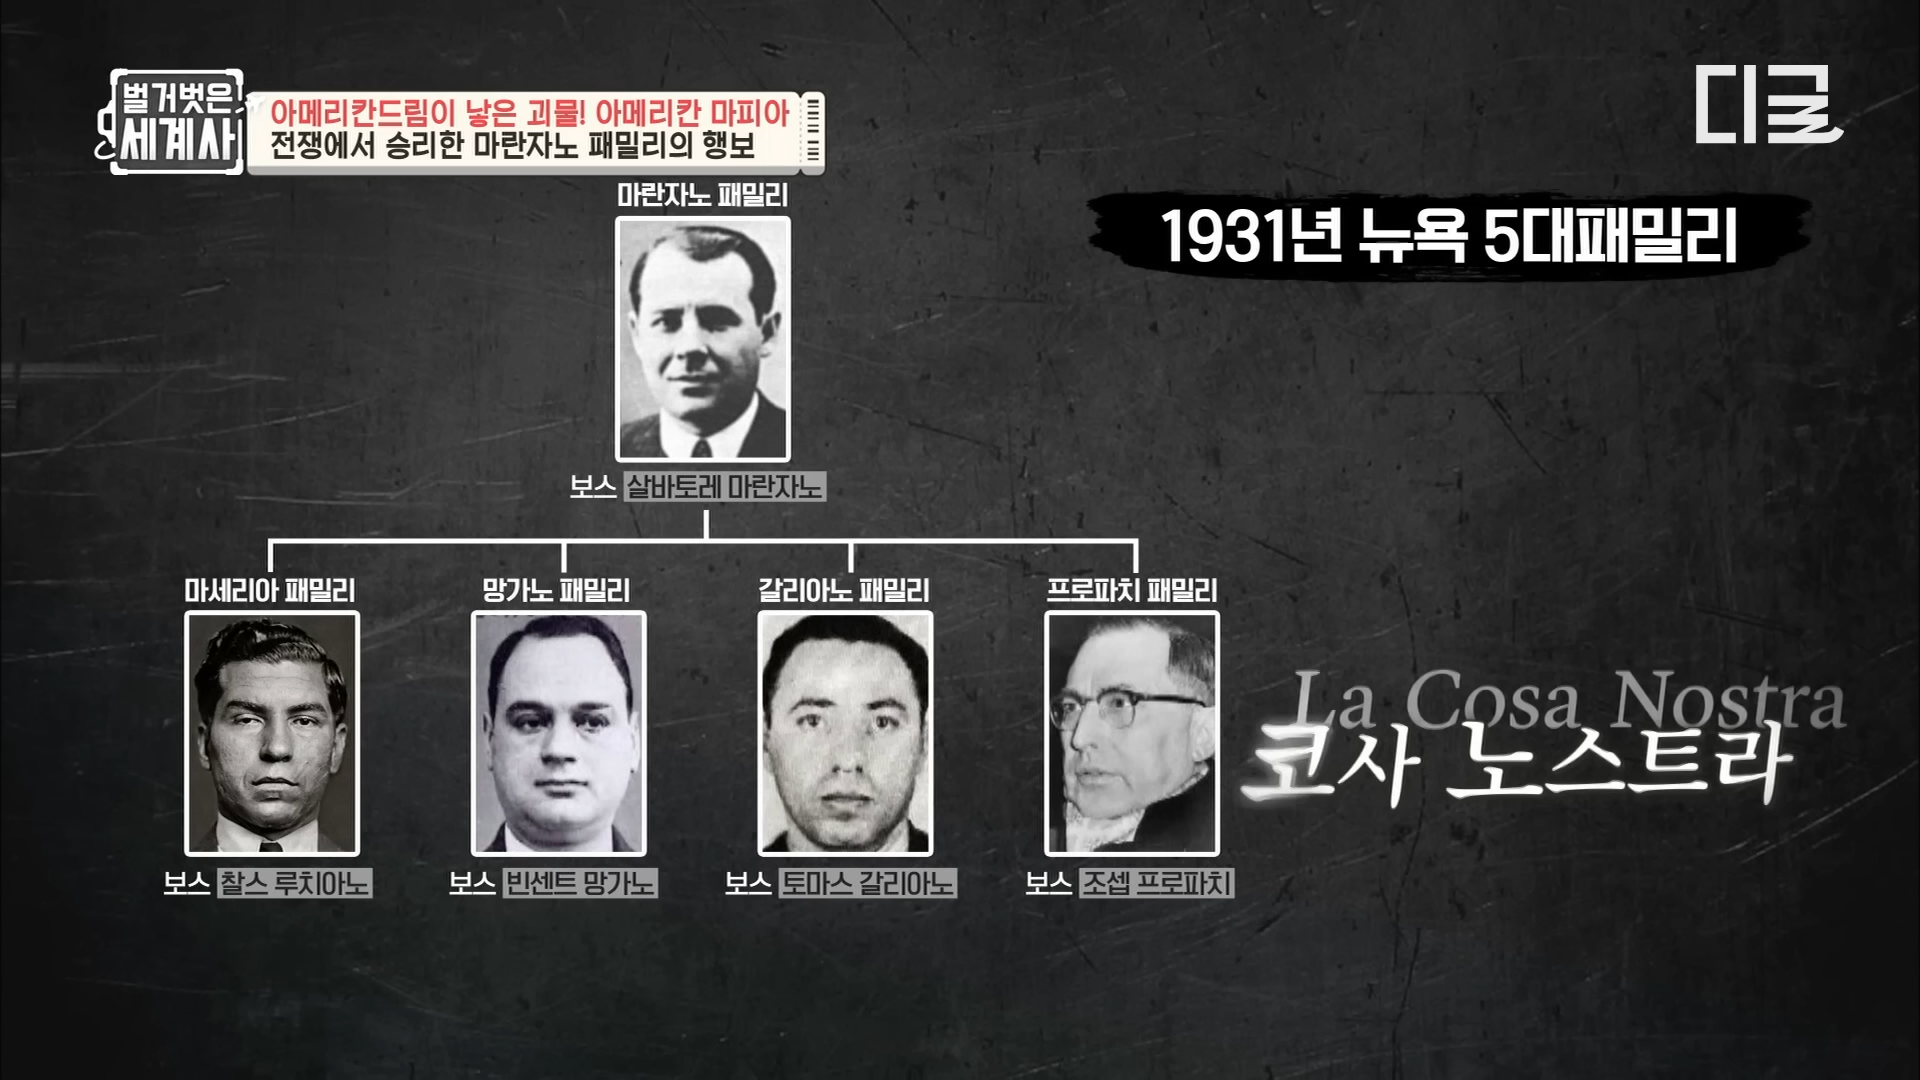 벌거벗은
세계사
아메리칸드림이 낳은 괴물! 아메리칸 마피아
전쟁에서 승리한 마란자노 패밀리의 행보
디글
1931년 뉴욕 5대패밀리
마란자노 패밀리
보스 살바토레 마란자노
마세리아 패밀리
망가노 패밀리
갈리아노 패밀리
프로파치 패밀리
보스 찰스 루치아노
보스 빈센트 망가노
보스 토마스 갈리아노
보스 조셉 프로파치
La Cosa Nostra
코사 노스트라